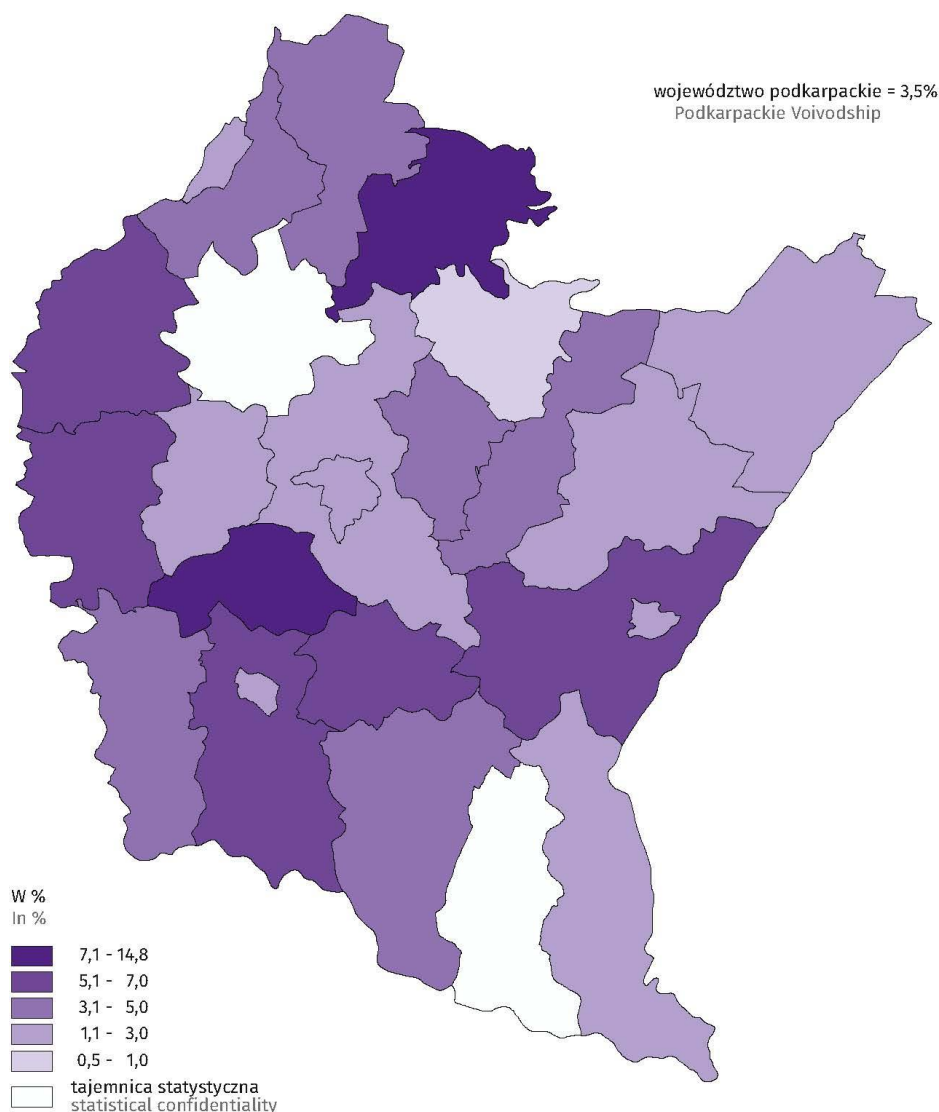 województwo podkarpackie = 3,5%
Podkarpackie Voivodship
W %
In %
7,1 - 14,8
5,1 - 7,0
3,1 - 5,0
1,1 - 3,0
0,5 - 1,0
tajemnica statystyczna
statistical confidentiality